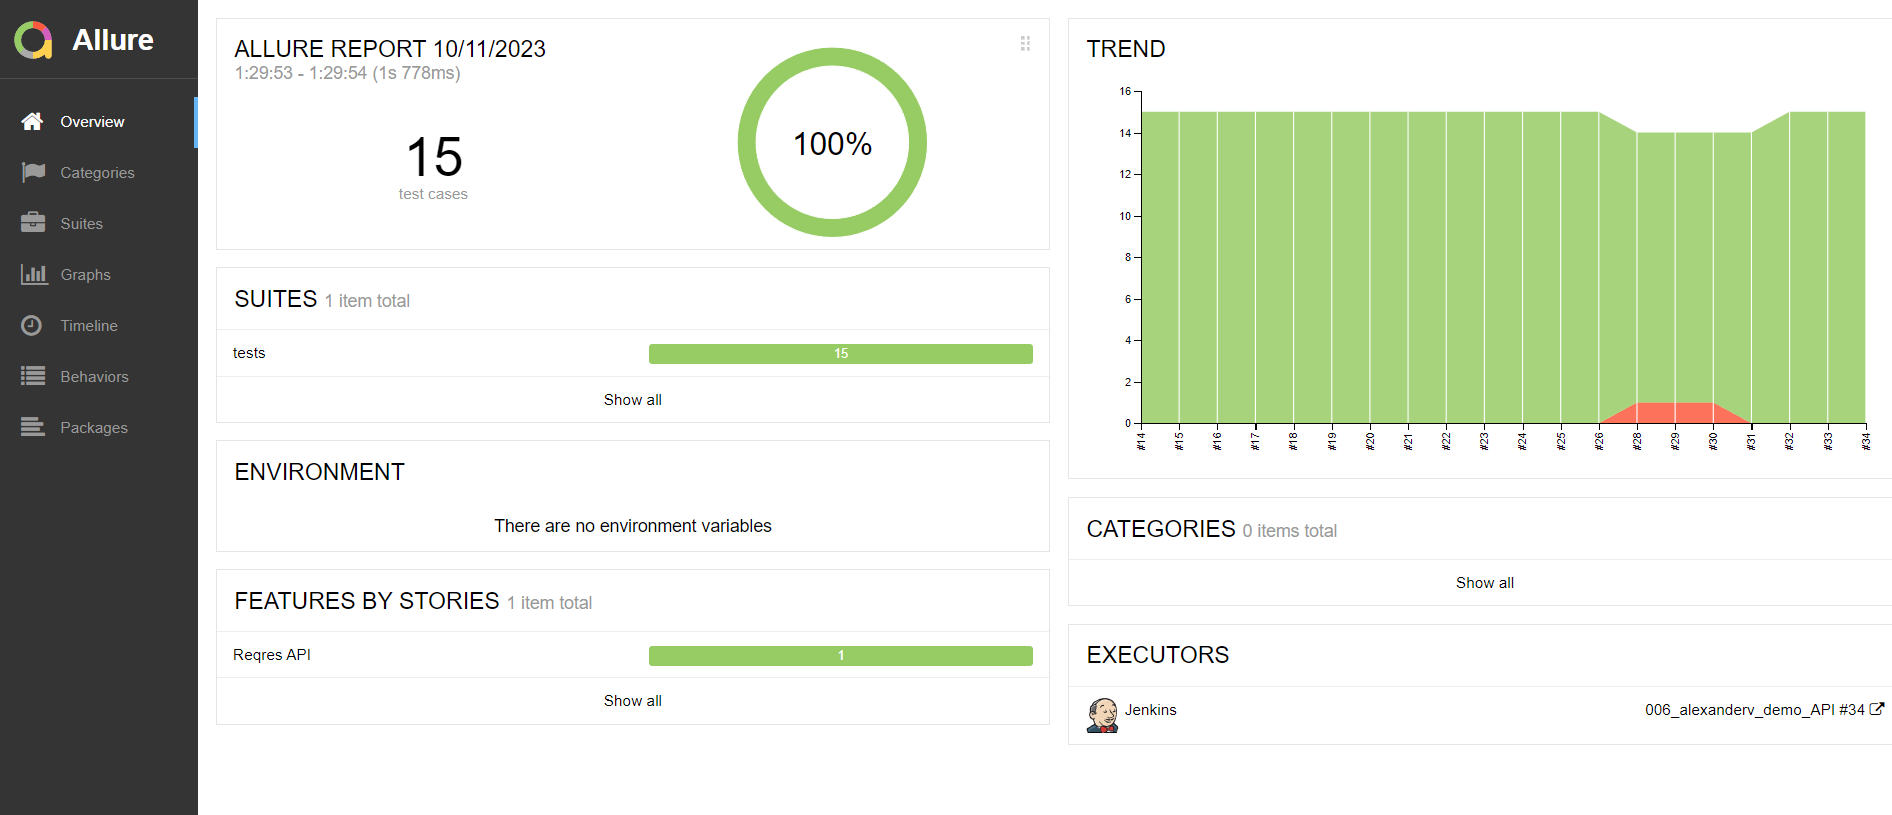 Allure
Overview
Categories
Suites
Graphs
Timeline
Behaviors
Packages
ALLURE REPORT 10/11/2023
1:29:53 - 1:29:54 (1s 778ms)
15
test cases
100%
SUITES 1 item total
tests 15
Show all
ENVIRONMENT
There are no environment variables
FEATURES BY STORIES 1 item total
Reqres API 1
Show all
TREND
16
14
12
10
8
6
4
2
0
#14 #15 #16 #17 #18 #19 #20 #21 #22 #23 #24 #25 #26 #28 #29 #30 #31 #32 #33 #34
CATEGORIES 0 items total
Show all
EXECUTORS
Jenkins 006_alexanderv_demo_API #34